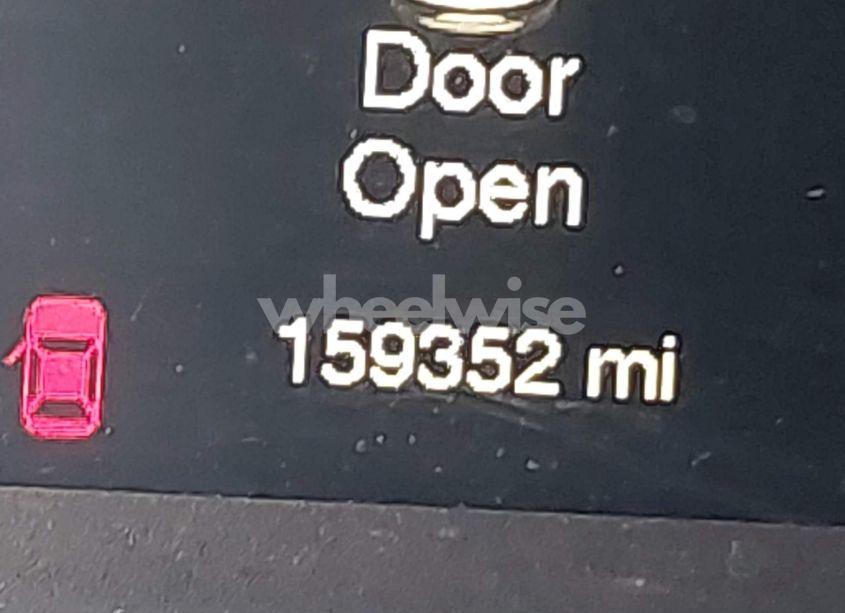 Door
Open
wheelwise
159352 mi